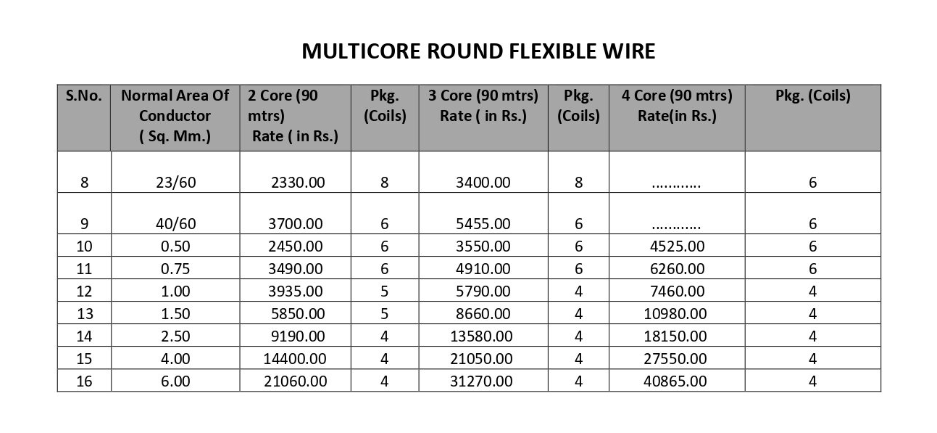 MULTICORE ROUND FLEXIBLE WIRE
S.No. Normal Area Of 2 Core (90 Pkg. 3 Core (90 mtrs) Pkg. 4 Core (90 mtrs) Pkg. (Coils)
Conductor mtrs) (Coils) Rate ( in Rs.) (Coils) Rate(in Rs.)
( Sq. Mm.) Rate ( in Rs.)
8 23/60 2330.00 8 3400.00 8 ............ 6
9 40/60 3700.00 6 5455.00 6 ............ 6
10 0.50 2450.00 6 3550.00 6 4525.00 6
11 0.75 3490.00 6 4910.00 6 6260.00 6
12 1.00 3935.00 5 5790.00 4 7460.00 4
13 1.50 5850.00 5 8660.00 4 10980.00 4
14 2.50 9190.00 4 13580.00 4 18150.00 4
15 4.00 14400.00 4 21050.00 4 27550.00 4
16 6.00 21060.00 4 31270.00 4 40865.00 4